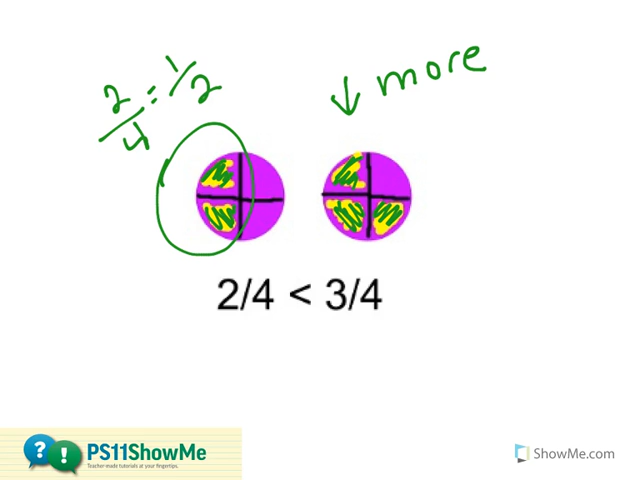 2/4 = 1/2
↓ more
2/4 < 3/4
? !
PS11ShowMe
Teacher-made tutorials at your fingertips.
ShowMe.com